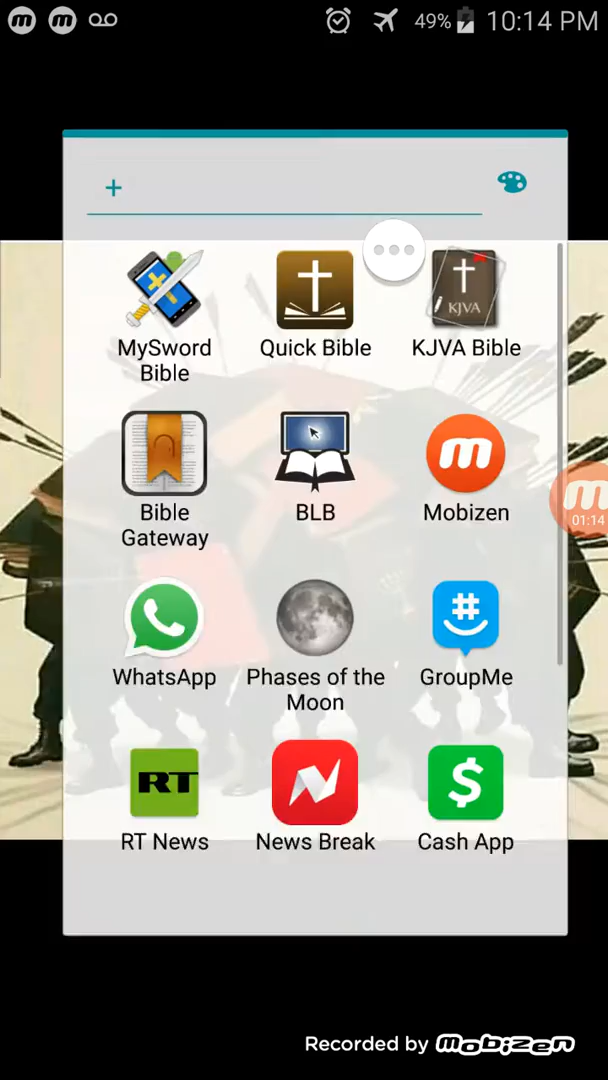 49% 10:14 PM
+
KJVA
MySword
Bible
Quick Bible
KJVA Bible
m
01:14
Bible
Gateway
BLB
Mobizen
WhatsApp
Phases of the
Moon
GroupMe
RT
$
RT News
News Break
Cash App
Recorded by mobizen